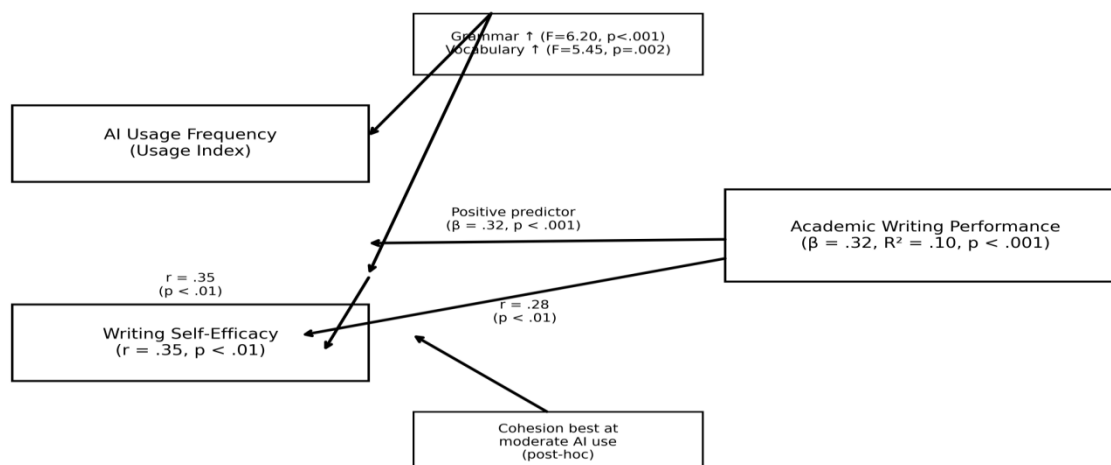 Grammar ↑ (F=6.20, p<.001)
Vocabulary ↑ (F=5.45, p=.002)
AI Usage Frequency
(Usage Index)
Positive predictor
(β = .32, p < .001)
Academic Writing Performance
(β = .32, R² = .10, p < .001)
r = .35
(p < .01)
r = .28
(p < .01)
Writing Self-Efficacy
(r = .35, p < .01)
Cohesion best at
moderate AI use
(post-hoc)